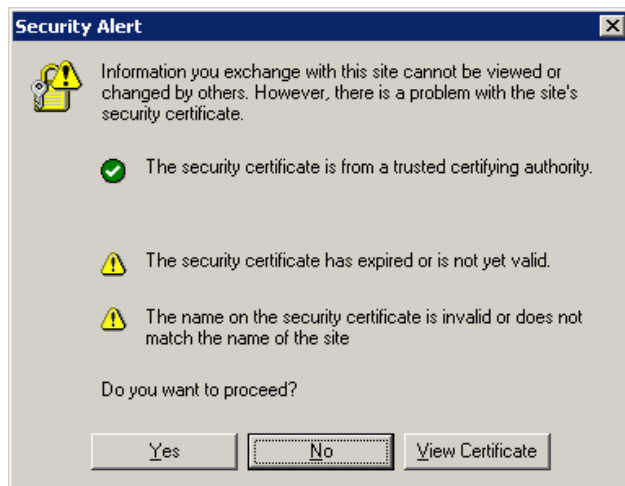 Security Alert
Information you exchange with this site cannot be viewed or
changed by others. However, there is a problem with the site's
security certificate.
The security certificate is from a trusted certifying authority.
The security certificate has expired or is not yet valid.
The name on the security certificate is invalid or does not
match the name of the site
Do you want to proceed?
Yes
No
View Certificate